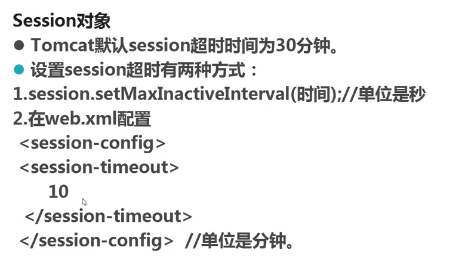 Session对象
● Tomcat默认session超时时间为30分钟。
● 设置session超时有两种方式：
1.session.setMaxInactiveInterval(时间);//单位是秒
2.在web.xml配置
<session-config>
<session-timeout>
10
</session-timeout>
</session-config> //单位是分钟。